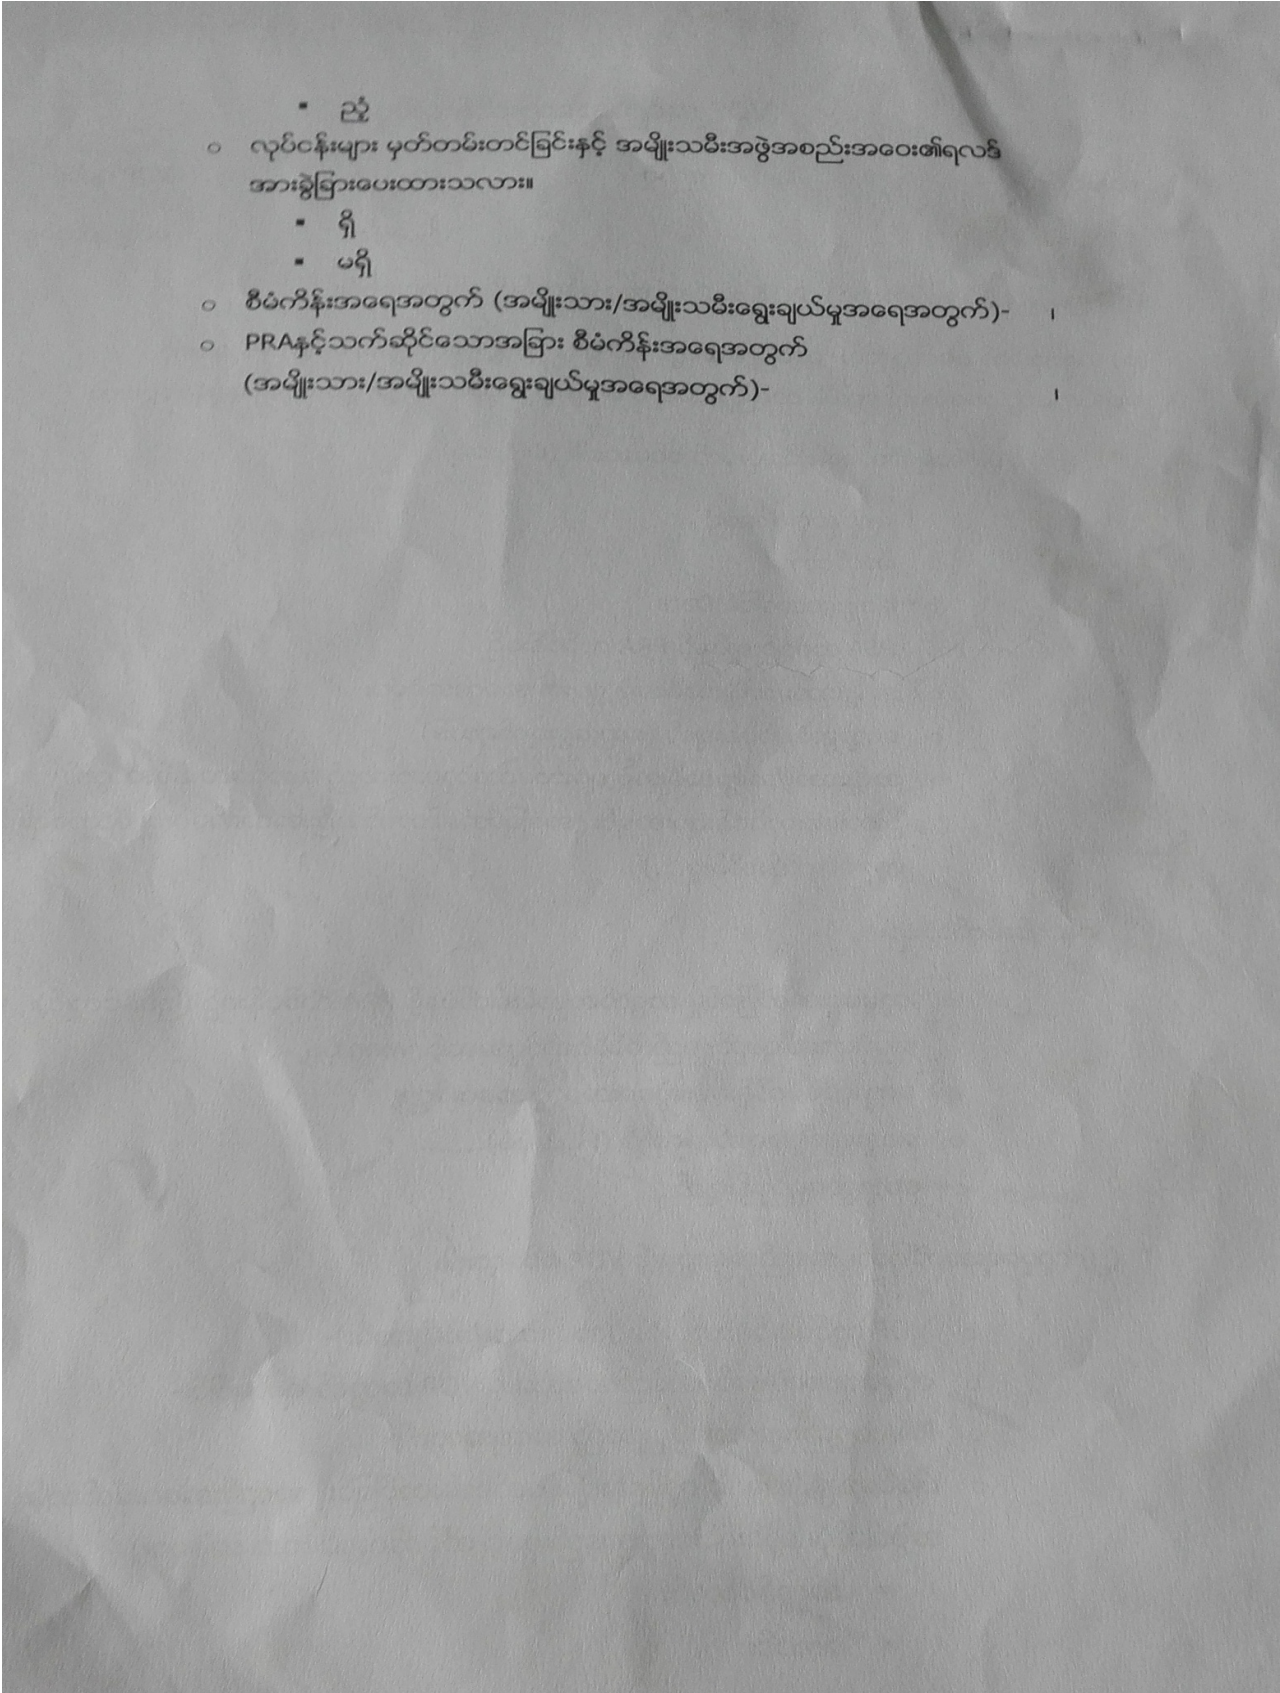 ▪ ညံ့
○ လုပ်ငန်းများ မှတ်တမ်းတင်ခြင်းနှင့် အမျိုးသမီးအဖွဲ့အစည်းအဝေး၏ရလဒ်
အားခွဲခြားပေးထားသလား။
▪ ရှိ
▪ မရှိ
○ စီမံကိန်းအရေအတွက် (အမျိုးသား/အမျိုးသမီးရွေးချယ်မှုအရေအတွက်)- ၊
○ PRAနှင့်သက်ဆိုင်သောအခြား စီမံကိန်းအရေအတွက်
(အမျိုးသား/အမျိုးသမီးရွေးချယ်မှုအရေအတွက်)- ၊